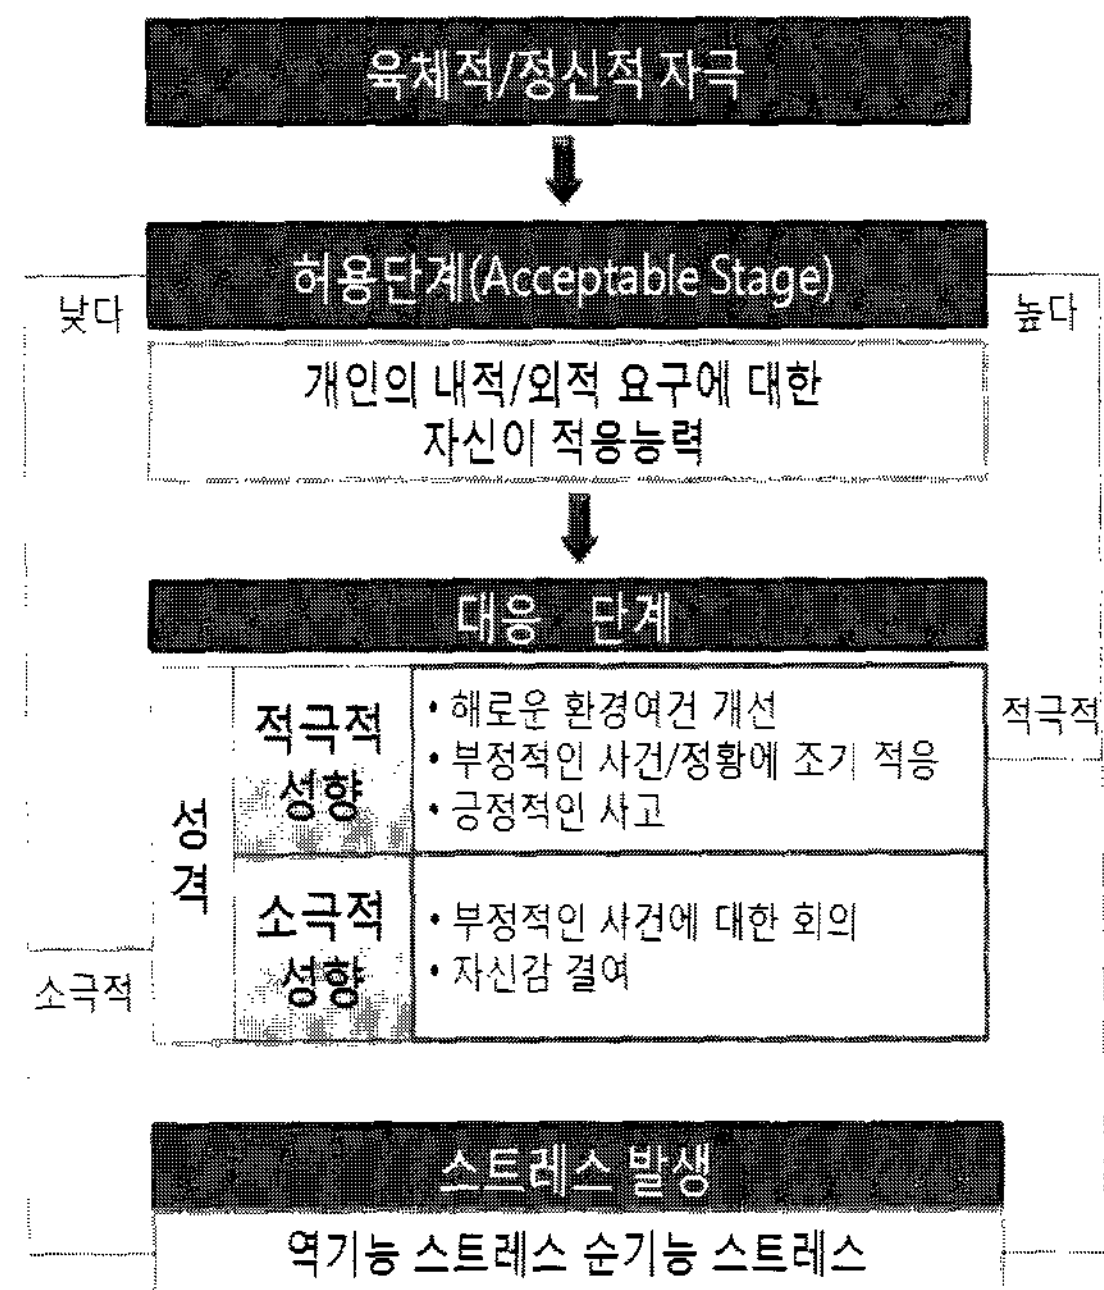 육체적/정신적 자극
허용단계(Acceptable Stage)
낮다
높다
개인의 내적/외적 요구에 대한
자신이 적응능력
대응 단계
성격
적극적
성향
• 해로운 환경여건 개선
• 부정적인 사건/정황에 조기 적응
• 긍정적인 사고
적극적
소극적
성향
• 부정적인 사건에 대한 회의
• 자신감 결여
소극적
스트레스 발생
역기능 스트레스 순기능 스트레스